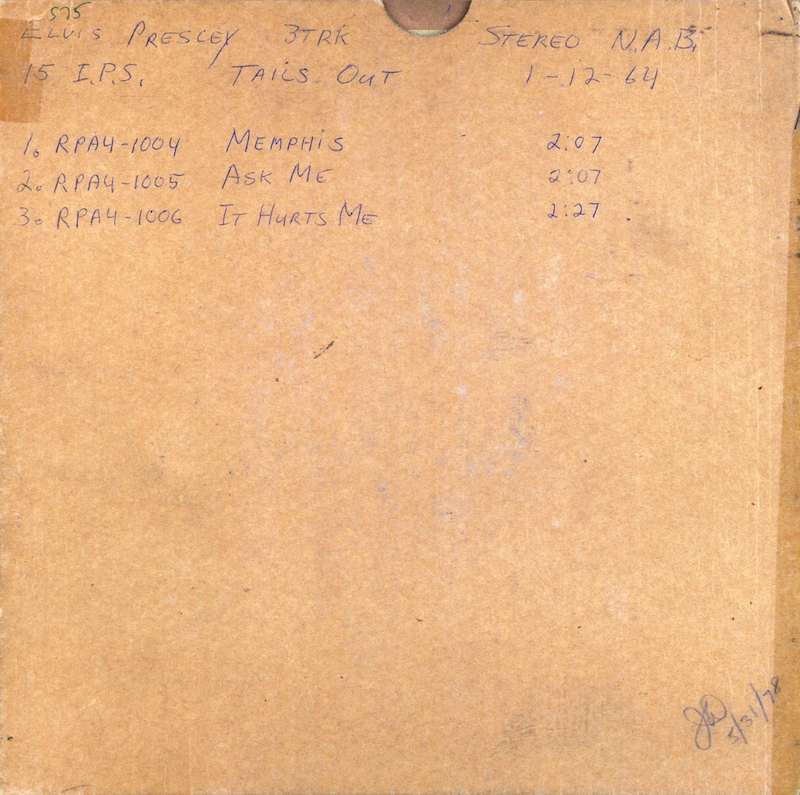 575
ELVIS PRESLEY 3TRK STEREO N.A.B.
15 I.P.S. TAILS OUT 1-12-64
1. RPA4-1004 MEMPHIS 2:07
2. RPA4-1005 ASK ME 2:07
3. RPA4-1006 IT HURTS ME 2:27
5/31/78